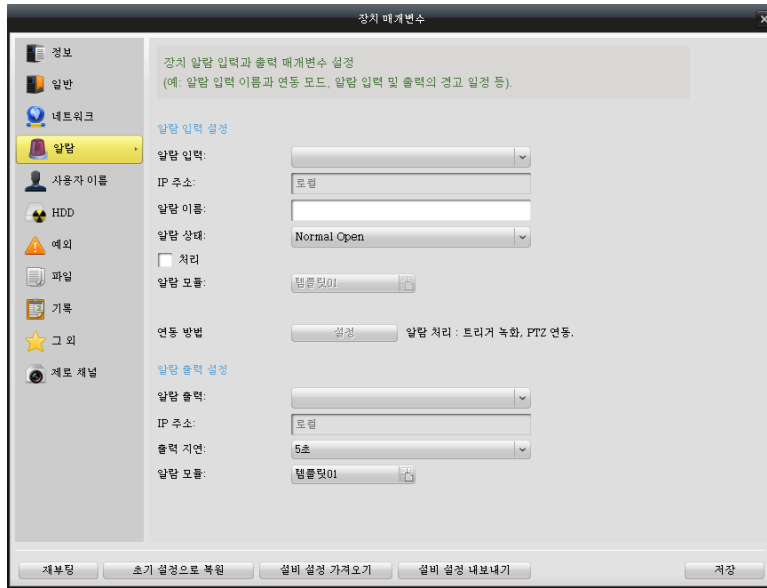 장치 매개변수
정보
일반
네트워크
알람
사용자 이름
HDD
예외
파일
기록
그 외
제로 채널
장치 알람 입력과 출력 매개변수 설정
(예: 알람 입력 이름과 연동 모드, 알람 입력 및 출력의 경고 일정 등).
알람 입력 설정
알람 입력:
IP 주소: 로컬
알람 이름:
알람 상태: Normal Open
처리
알람 모듈: 템플릿01
연동 방법 설정 알람 처리 : 트리거 녹화, PTZ 연동.
알람 출력 설정
알람 출력:
IP 주소: 로컬
출력 지연: 5초
알람 모듈: 템플릿01
재부팅 초기 설정으로 복원 설비 설정 가져오기 설비 설정 내보내기 저장